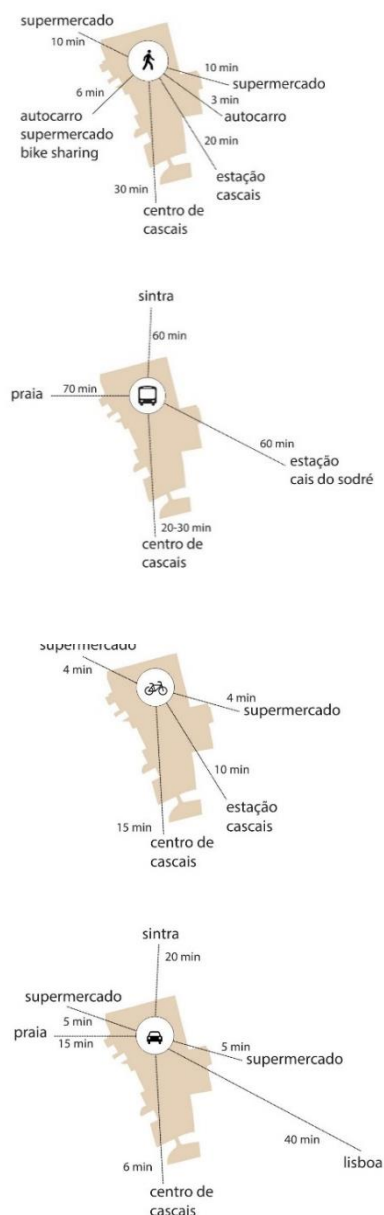 supermercado
10 min
10 min
supermercado
6 min
3 min
autocarro
autocarro
supermercado
bike sharing
20 min
estação
cascais
30 min
centro de
cascais
sintra
60 min
praia
70 min
60 min
estação
cais do sodré
20-30 min
centro de
cascais
supermercado
4 min
4 min
supermercado
10 min
estação
cascais
15 min
centro de
cascais
sintra
20 min
supermercado
5 min
praia
15 min
5 min
supermercado
40 min
lisboa
6 min
centro de
cascais